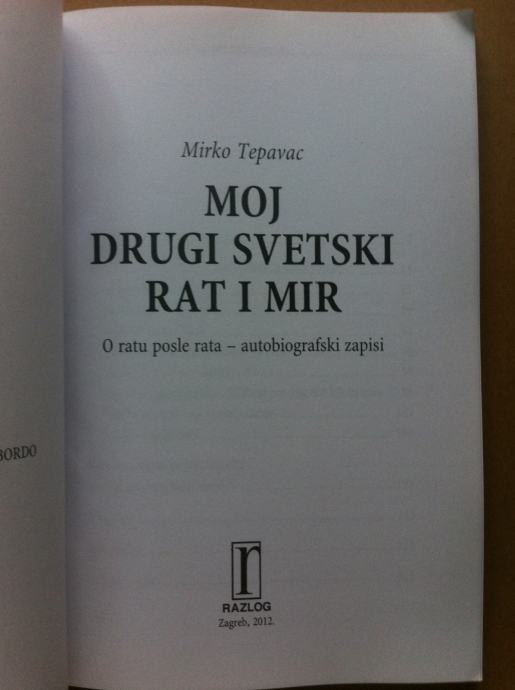 Mirko Tepavac
MOJ
DRUGI SVETSKI
RAT I MIR
O ratu posle rata – autobiografski zapisi
BORDO
r
RAZLOG
Zagreb, 2012.